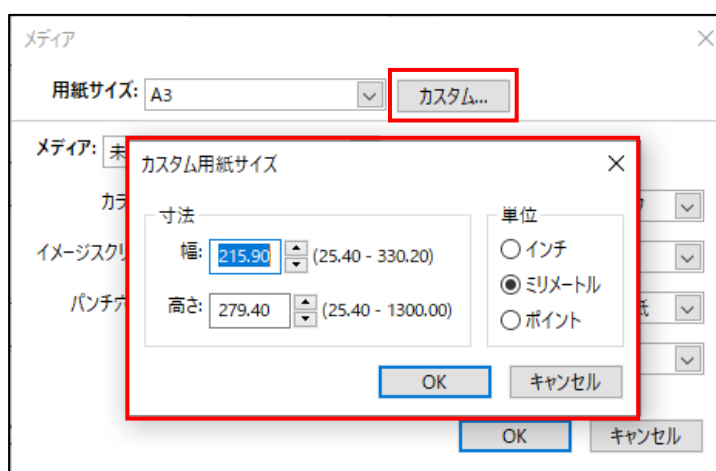 メディア
用紙サイズ: A3 カスタム...
メディア: 未
カスタム用紙サイズ
カラ
寸法 単位
幅: 215.90 (25.40 - 330.20) インチ
イメージスクリ
ミリメートル
パンチ穴
高さ: 279.40 (25.40 - 1300.00) 紙
ポイント
OK キャンセル
OK キャンセル